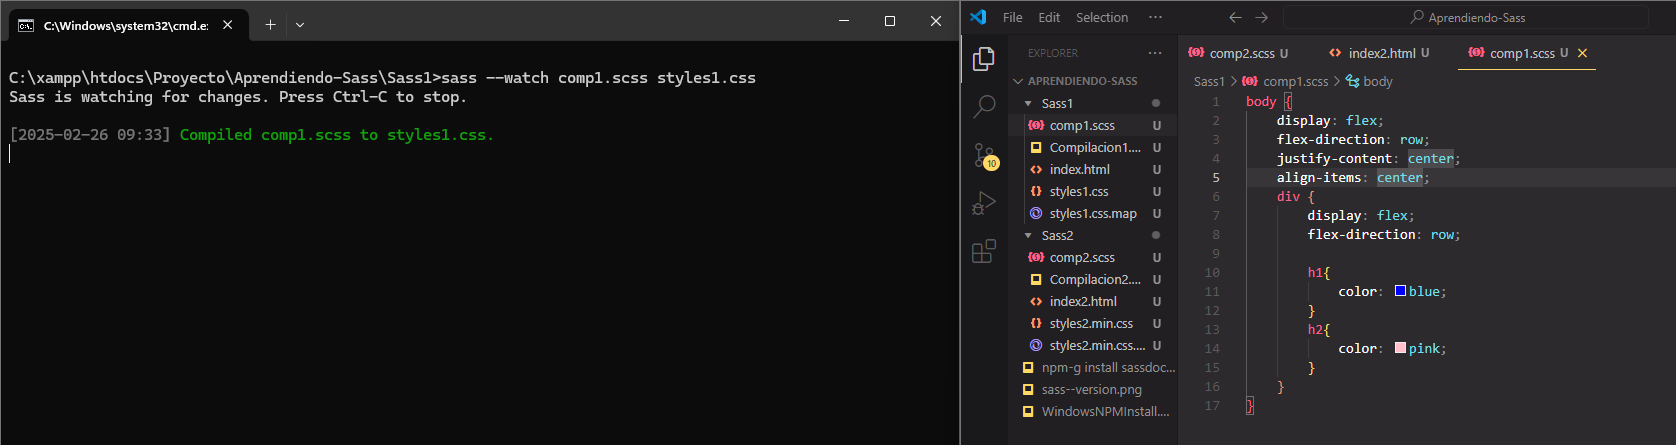 C:\Windows\system32\cmd.e:
C:\xampp\htdocs\Proyecto\Aprendiendo-Sass\Sass1>sass --watch comp1.scss styles1.css
Sass is watching for changes. Press Ctrl-C to stop.
[2025-02-26 09:33] Compiled comp1.scss to styles1.css.
File Edit Selection ···
Aprendiendo-Sass
EXPLORER ···
APRENDIENDO-SASS
Sass1
comp1.scss U
Compilacion1.... U
index.html U
styles1.css U
styles1.css.map U
Sass2
comp2.scss U
Compilacion2.... U
index2.html U
styles2.min.css U
styles2.min.css.... U
npm-g install sassdoc...
sass--version.png
WindowsNPMInstall....
10
comp2.scss U
index2.html U
comp1.scss U
Sass1 > comp1.scss > body
1 body {
2 display: flex;
3 flex-direction: row;
4 justify-content: center;
5 align-items: center;
6 div {
7 display: flex;
8 flex-direction: row;
9
10 h1{
11 color: blue;
12 }
13 h2{
14 color: pink;
15 }
16 }
17 }